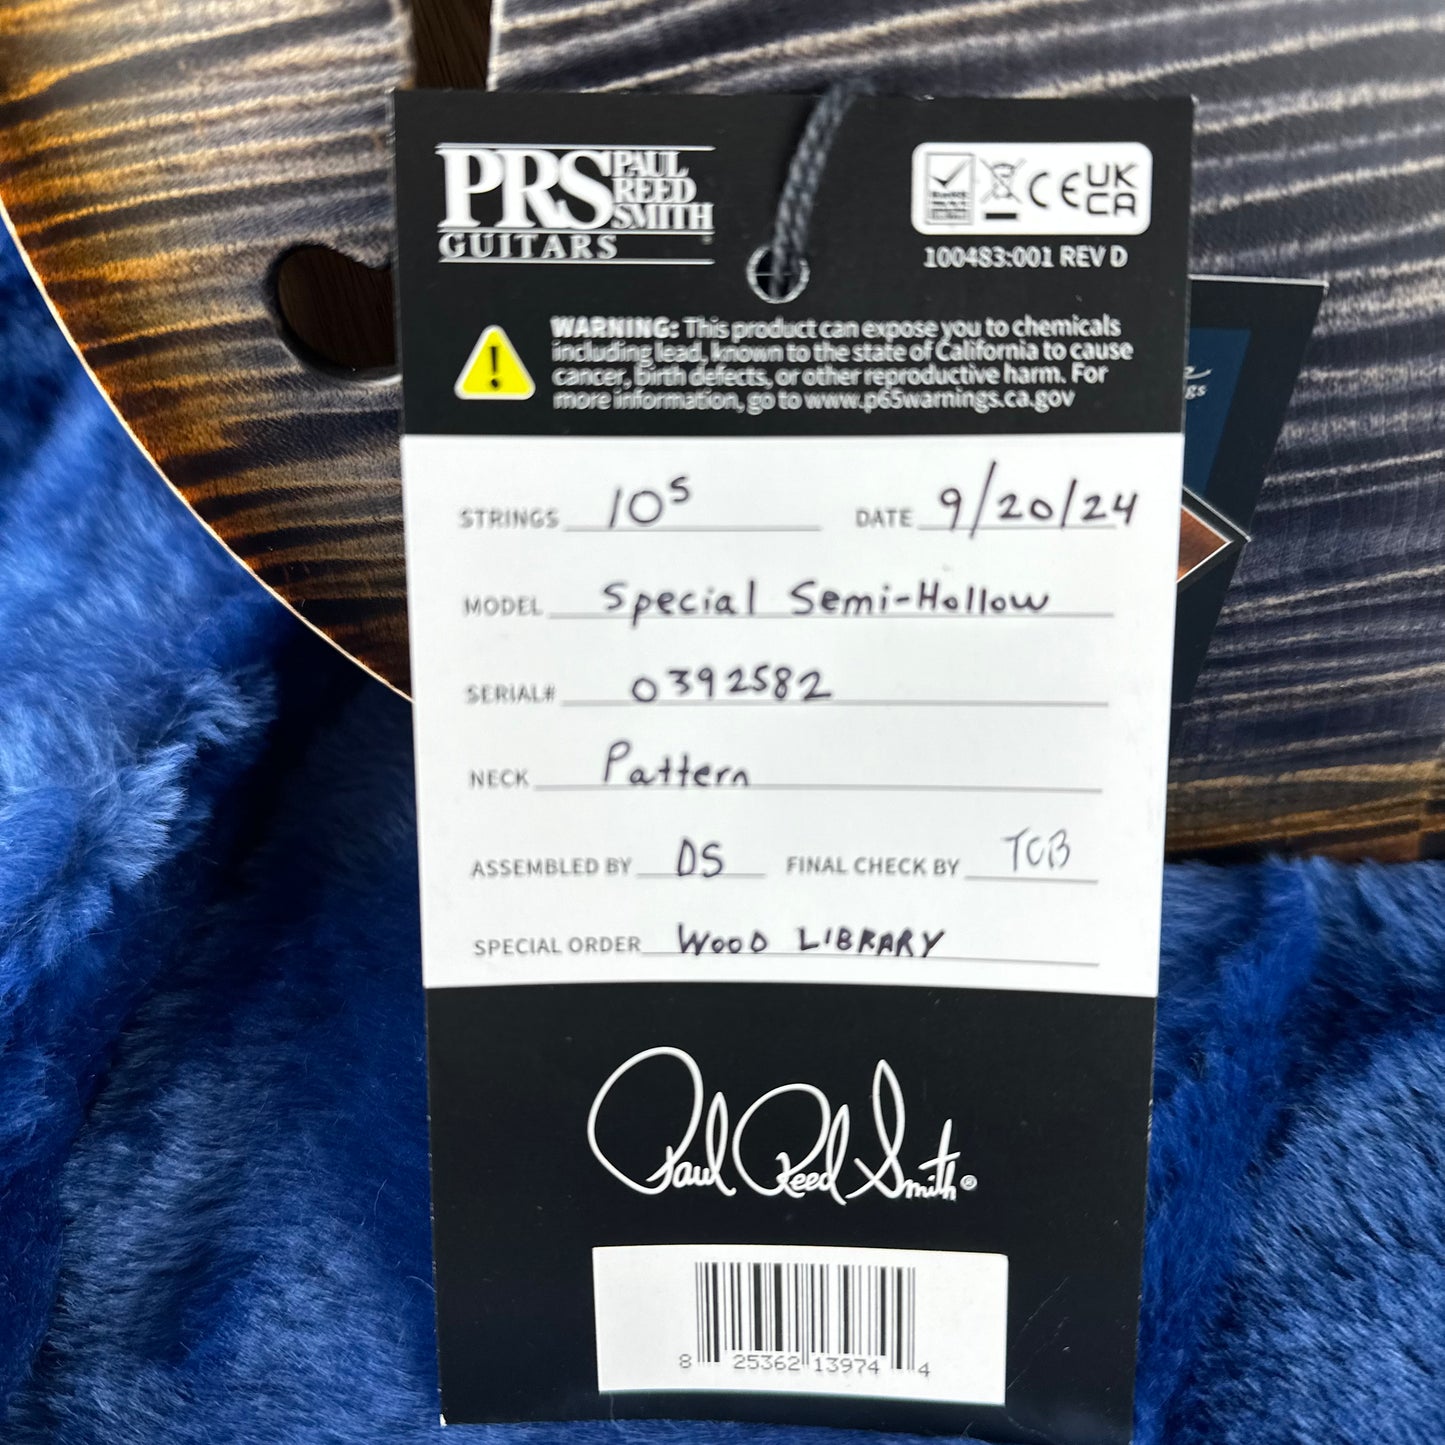 PRS PAUL REED SMITH
GUITARS
CE UK CA
100483:001 REV D
WARNING: This product can expose you to chemicals
including lead, known to the state of California to cause
cancer, birth defects, or other reproductive harm. For
more information, go to www.p65warnings.ca.gov
STRINGS 10s DATE 9/20/24
MODEL Special Semi-Hollow
SERIAL# 0392582
NECK Pattern
ASSEMBLED BY DS FINAL CHECK BY TCB
SPECIAL ORDER WOOD LIBRARY
Paul Reed Smith®
8 25362 13974 4